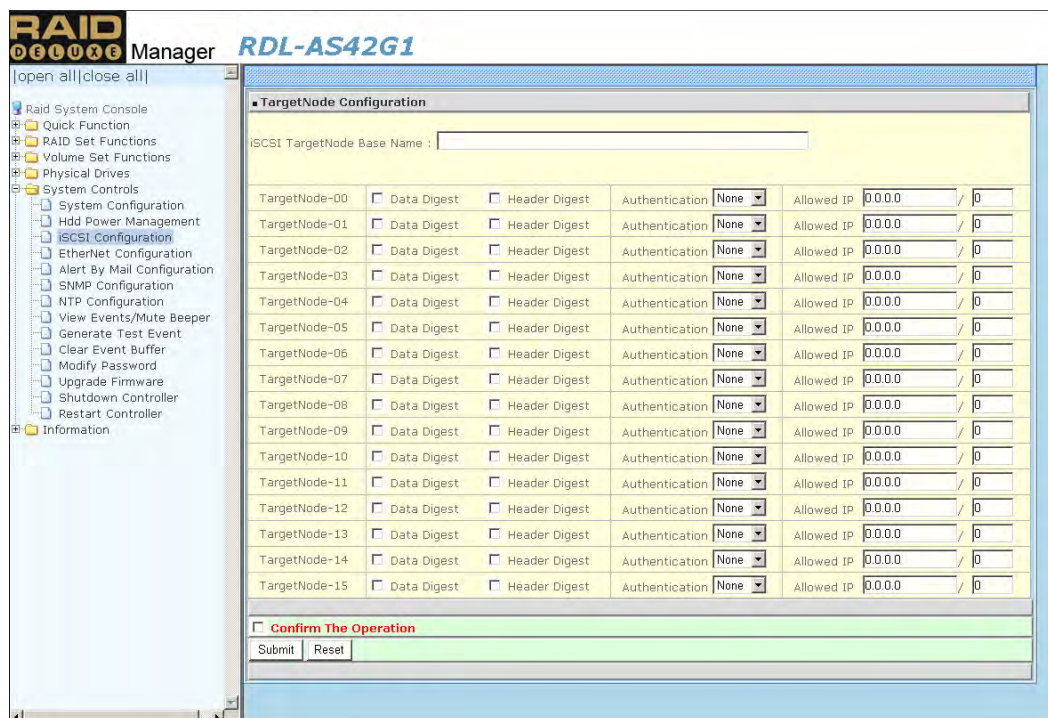 RAID
DELUXE Manager RDL-AS42G1
|open all|close all|
Raid System Console
Quick Function
RAID Set Functions
Volume Set Functions
Physical Drives
System Controls
System Configuration
Hdd Power Management
iSCSI Configuration
EtherNet Configuration
Alert By Mail Configuration
SNMP Configuration
NTP Configuration
View Events/Mute Beeper
Generate Test Event
Clear Event Buffer
Modify Password
Upgrade Firmware
Shutdown Controller
Restart Controller
Information
TargetNode Configuration
iSCSI TargetNode Base Name :
TargetNode-00 Data Digest Header Digest Authentication None Allowed IP 0.0.0.0 / 0
TargetNode-01 Data Digest Header Digest Authentication None Allowed IP 0.0.0.0 / 0
TargetNode-02 Data Digest Header Digest Authentication None Allowed IP 0.0.0.0 / 0
TargetNode-03 Data Digest Header Digest Authentication None Allowed IP 0.0.0.0 / 0
TargetNode-04 Data Digest Header Digest Authentication None Allowed IP 0.0.0.0 / 0
TargetNode-05 Data Digest Header Digest Authentication None Allowed IP 0.0.0.0 / 0
TargetNode-06 Data Digest Header Digest Authentication None Allowed IP 0.0.0.0 / 0
TargetNode-07 Data Digest Header Digest Authentication None Allowed IP 0.0.0.0 / 0
TargetNode-08 Data Digest Header Digest Authentication None Allowed IP 0.0.0.0 / 0
TargetNode-09 Data Digest Header Digest Authentication None Allowed IP 0.0.0.0 / 0
TargetNode-10 Data Digest Header Digest Authentication None Allowed IP 0.0.0.0 / 0
TargetNode-11 Data Digest Header Digest Authentication None Allowed IP 0.0.0.0 / 0
TargetNode-12 Data Digest Header Digest Authentication None Allowed IP 0.0.0.0 / 0
TargetNode-13 Data Digest Header Digest Authentication None Allowed IP 0.0.0.0 / 0
TargetNode-14 Data Digest Header Digest Authentication None Allowed IP 0.0.0.0 / 0
TargetNode-15 Data Digest Header Digest Authentication None Allowed IP 0.0.0.0 / 0
Confirm The Operation
Submit Reset